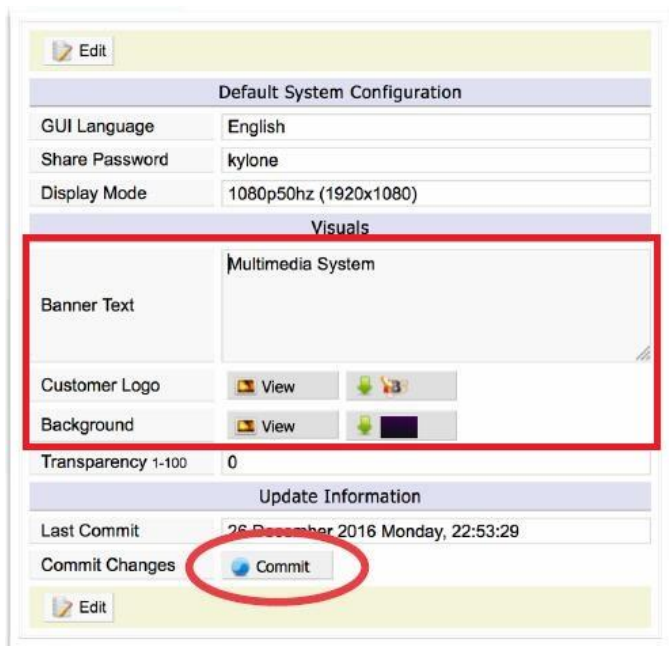 Edit
Default System Configuration
GUI Language English
Share Password kylone
Display Mode 1080p50hz (1920x1080)
Visuals
Multimedia System
Banner Text
Customer Logo View
Background View
Transparency 1-100 0
Update Information
Last Commit 26 December 2016 Monday, 22:53:29
Commit Changes Commit
Edit